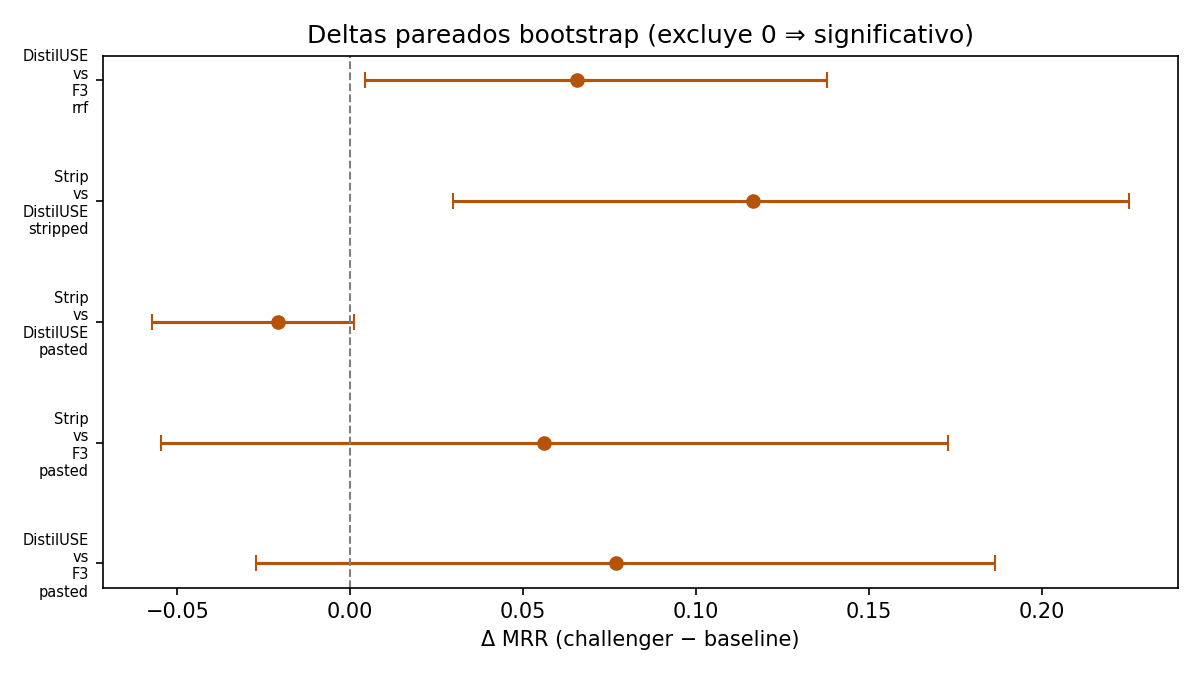 Deltas pareados bootstrap (excluye 0 ⇒ significativo)
DistilUSE
vs
F3
rrf
Strip
vs
DistilUSE
stripped
Strip
vs
DistilUSE
pasted
Strip
vs
F3
pasted
DistilUSE
vs
F3
pasted
−0.05 0.00 0.05 0.10 0.15 0.20
Δ MRR (challenger − baseline)